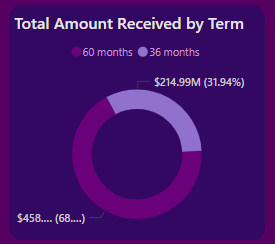 Total Amount Received by Term
60 months 36 months
$214.99M (31.94%)
$458.... (68....)